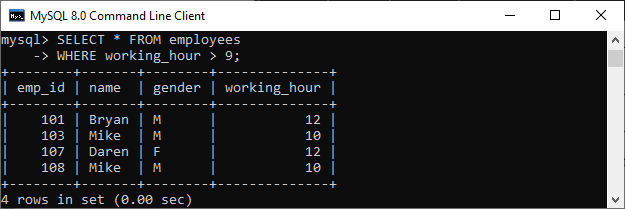 MySQL 8.0 Command Line Client
mysql> SELECT * FROM employees
    -> WHERE working_hour > 9;
+--------+-------+--------+--------------+
| emp_id | name  | gender | working_hour |
+--------+-------+--------+--------------+
|    101 | Bryan | M      |           12 |
|    103 | Mike  | M      |           10 |
|    107 | Daren | F      |           12 |
|    108 | Mike  | M      |           10 |
+--------+-------+--------+--------------+
4 rows in set (0.00 sec)